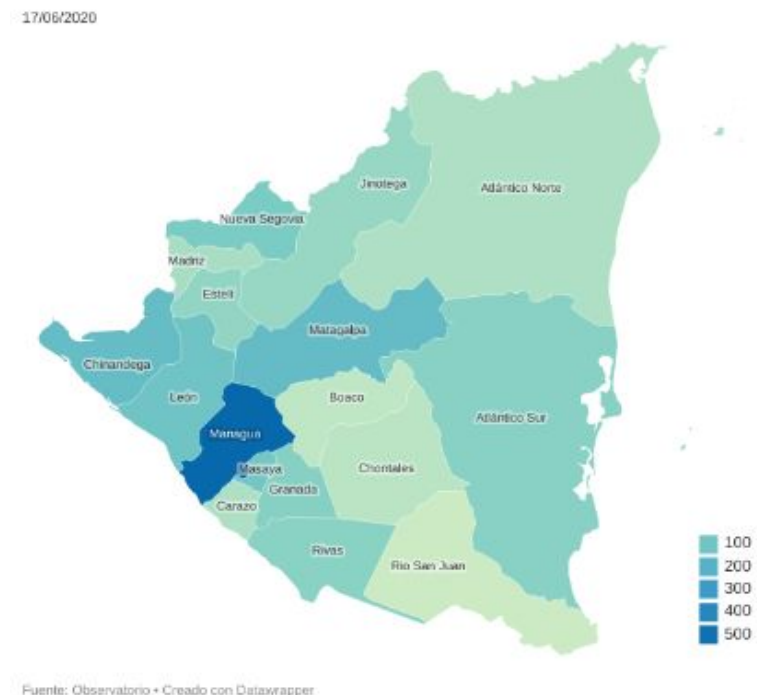 17/06/2020
Jinotega
Atlántico Norte
Nueva Segovia
Madriz
Estelí
Matagalpa
Chinandega
León
Boaco
Atlántico Sur
Managua
Masaya
Chontales
Granada
Carazo
Rivas
Río San Juan
100
200
300
400
500
Fuente: Observatorio • Creado con Datawrapper